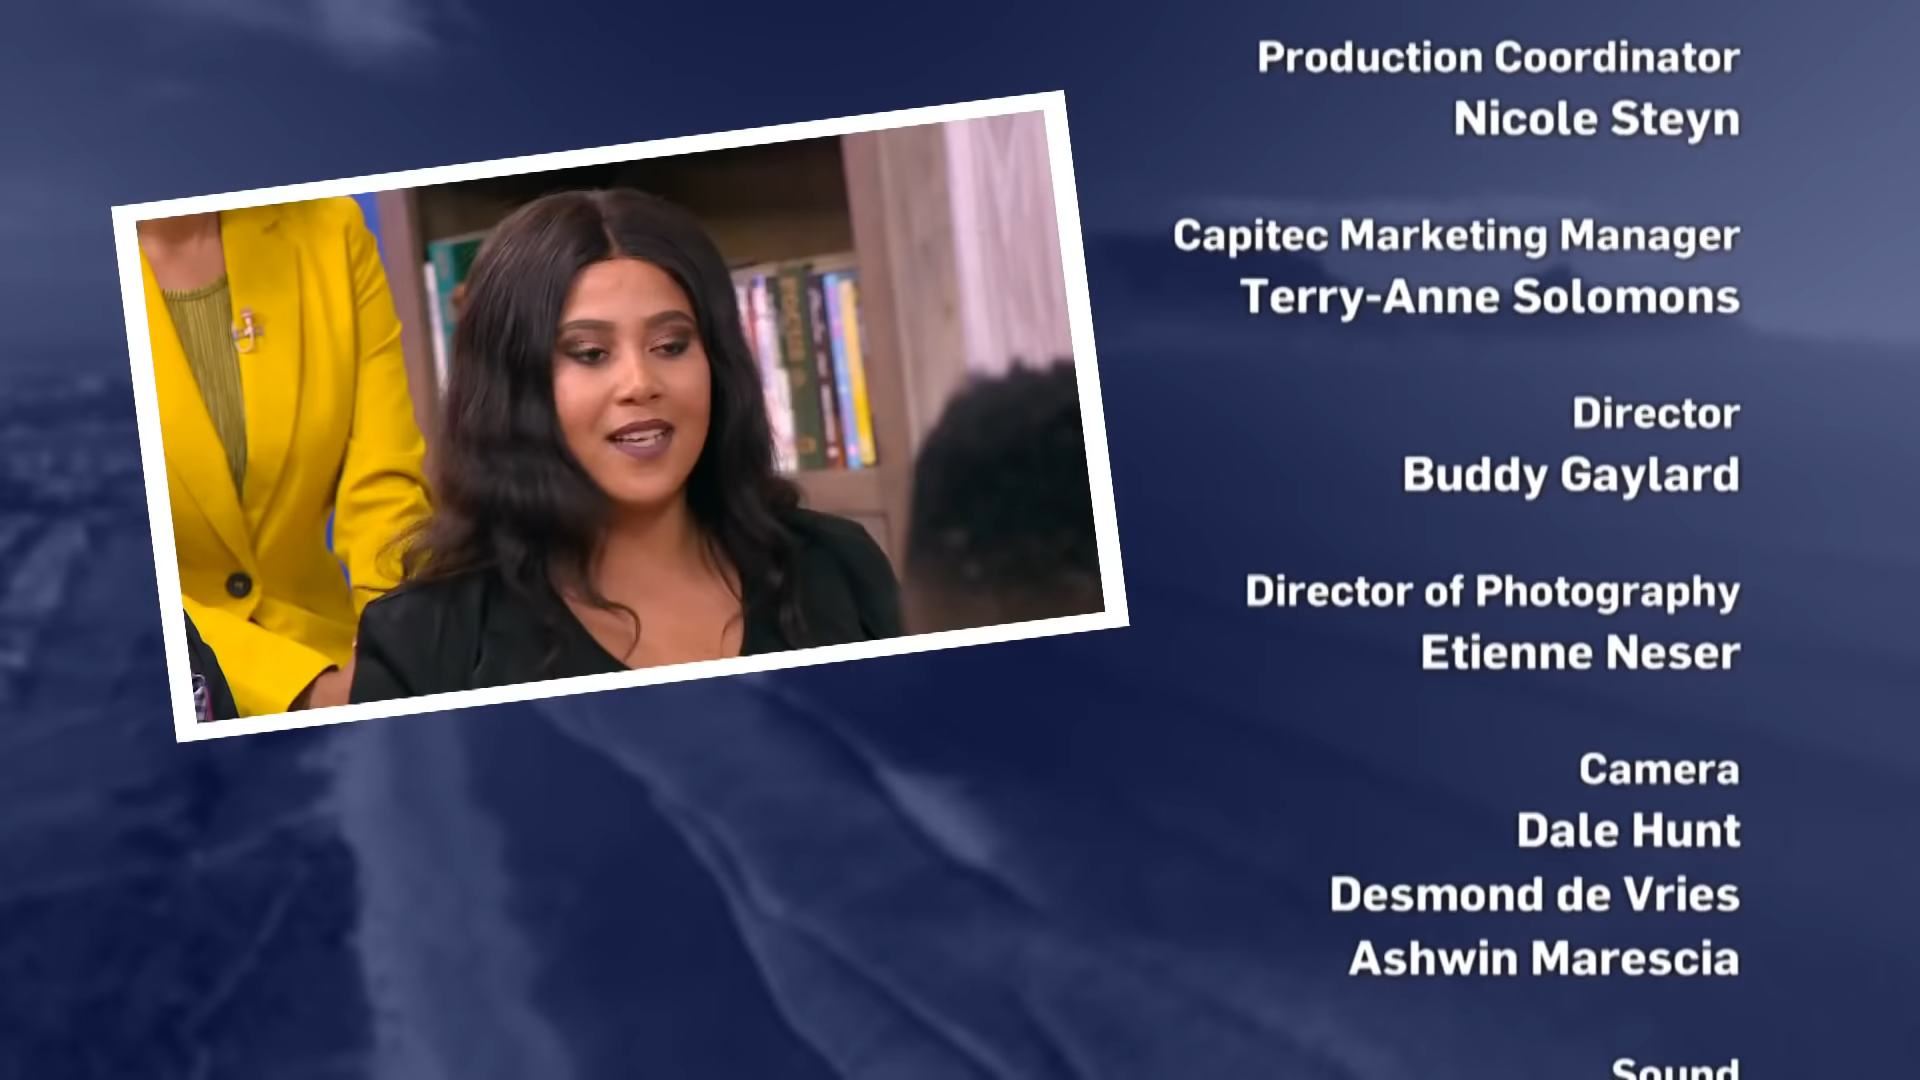 Production Coordinator
Nicole Steyn
Capitec Marketing Manager
Terry-Anne Solomons
Director
Buddy Gaylard
Director of Photography
Etienne Neser
Camera
Dale Hunt
Desmond de Vries
Ashwin Marescia
Sound